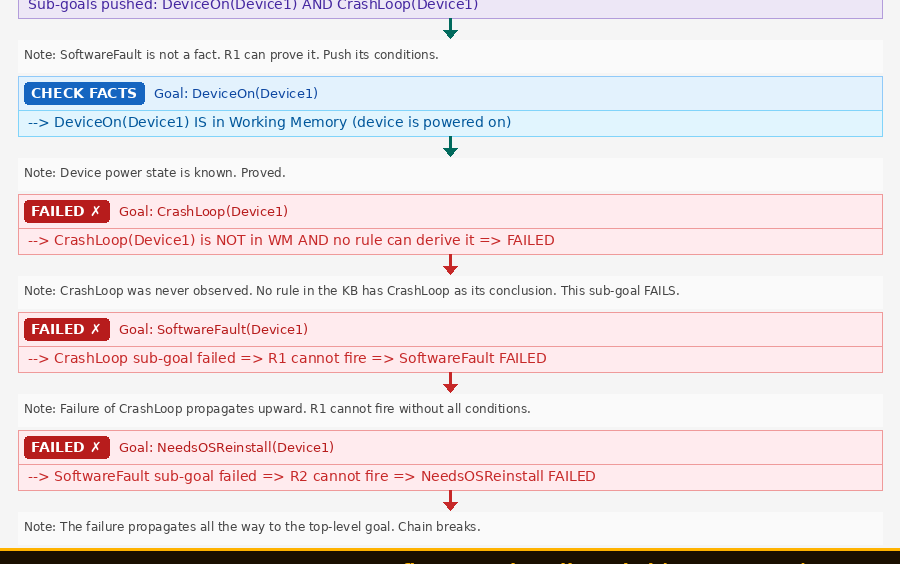 Sub-goals pushed: DeviceOn(Device1) AND CrashLoop(Device1)
Note: SoftwareFault is not a fact. R1 can prove it. Push its conditions.
CHECK FACTS Goal: DeviceOn(Device1)
--> DeviceOn(Device1) IS in Working Memory (device is powered on)
Note: Device power state is known. Proved.
FAILED ✗ Goal: CrashLoop(Device1)
--> CrashLoop(Device1) is NOT in WM AND no rule can derive it => FAILED
Note: CrashLoop was never observed. No rule in the KB has CrashLoop as its conclusion. This sub-goal FAILS.
FAILED ✗ Goal: SoftwareFault(Device1)
--> CrashLoop sub-goal failed => R1 cannot fire => SoftwareFault FAILED
Note: Failure of CrashLoop propagates upward. R1 cannot fire without all conditions.
FAILED ✗ Goal: NeedsOSReinstall(Device1)
--> SoftwareFault sub-goal failed => R2 cannot fire => NeedsOSReinstall FAILED
Note: The failure propagates all the way to the top-level goal. Chain breaks.